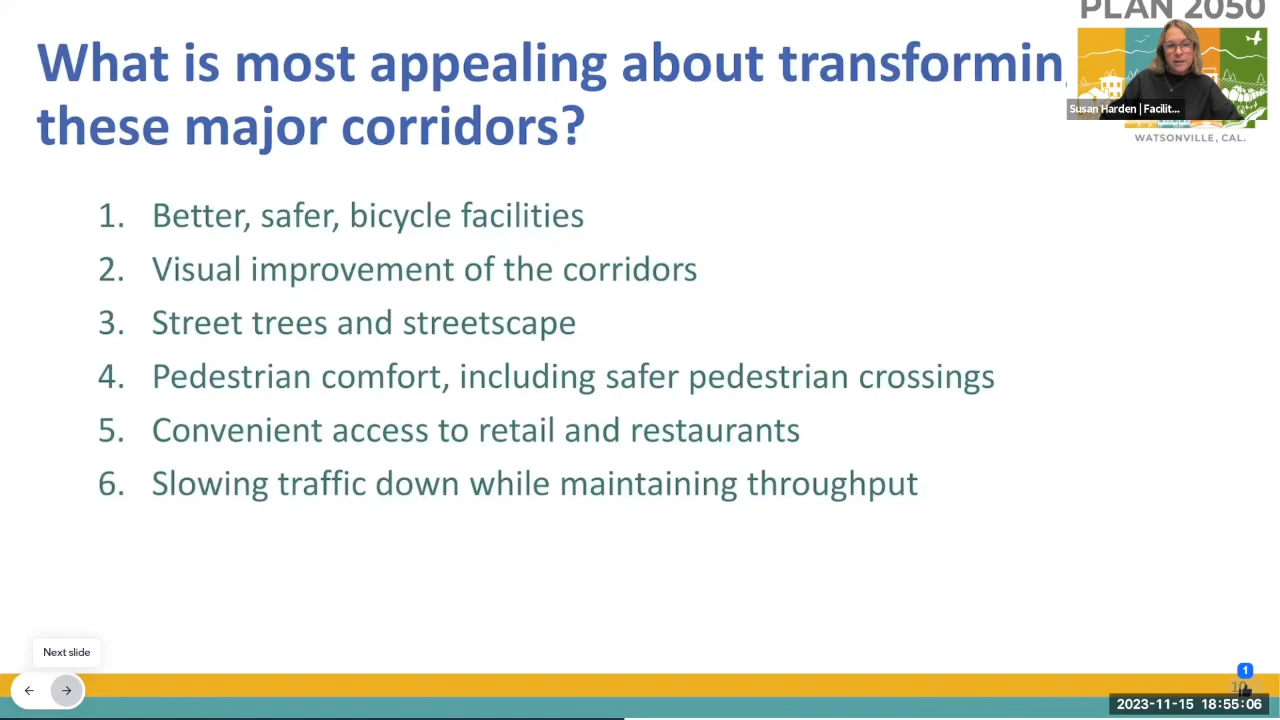 PLAN 2050
What is most appealing about transformin
these major corridors?
Susan Harden | Facilit...
WATSONVILLE, CAL.
1. Better, safer, bicycle facilities
2. Visual improvement of the corridors
3. Street trees and streetscape
4. Pedestrian comfort, including safer pedestrian crossings
5. Convenient access to retail and restaurants
6. Slowing traffic down while maintaining throughput
Next slide
1
2023-11-15 18:55:06